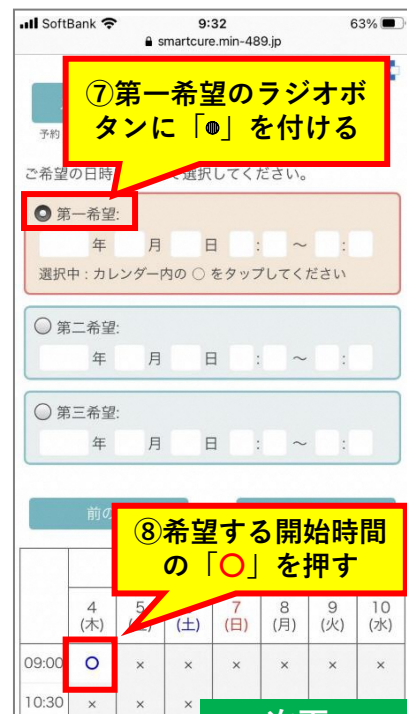 SoftBank 9:32 63%
smartcure.min-489.jp
⑦第一希望のラジオボ
タンに「◉」を付ける
予約
ご希望の日時 選択してください。
第一希望:
年 月 日 : ～ :
選択中 : カレンダー内の ○ をタップしてください
第二希望:
年 月 日 : ～ :
第三希望:
年 月 日 : ～ :
前の
⑧希望する開始時間
の「○」を押す
4 5 7 8 9 10
(木) (土) (日) (月) (火) (水)
09:00 ○ × × × × × ×
10:30 × × ×